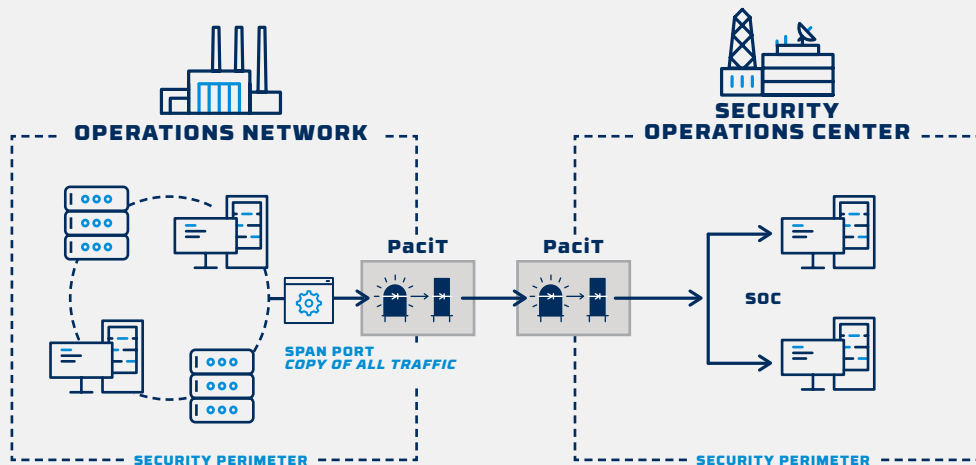 OPERATIONS NETWORK
SECURITY
OPERATIONS CENTER
PaciT
PaciT
SOC
SPAN PORT
COPY OF ALL TRAFFIC
SECURITY PERIMETER
SECURITY PERIMETER